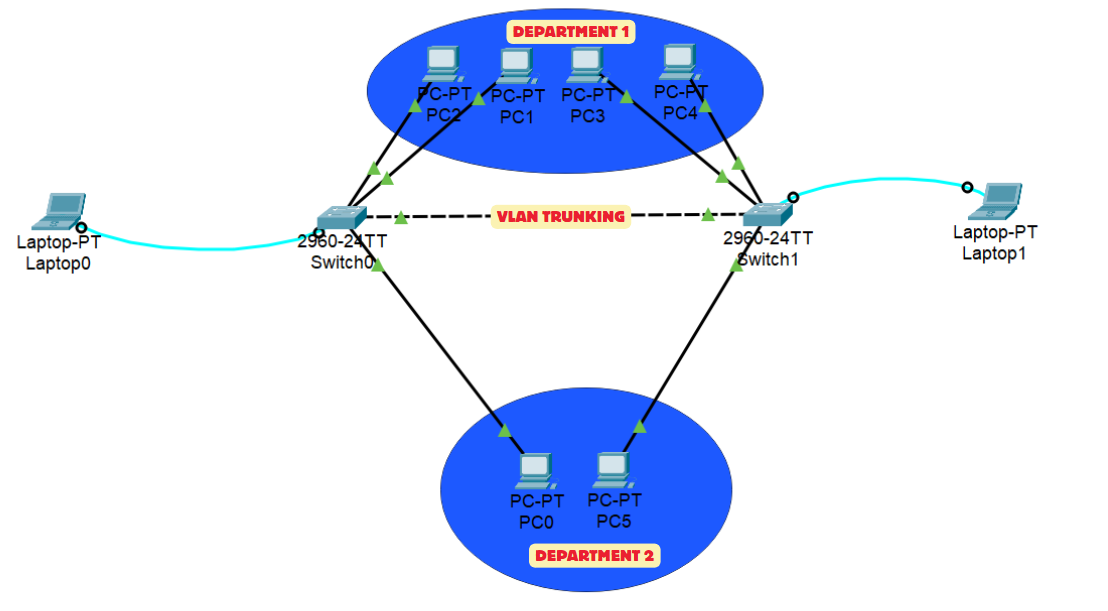 DEPARTMENT 1
PC-PT
PC2
PC-PT
PC1
PC-PT
PC3
PC-PT
PC4
Laptop-PT
Laptop0
2960-24TT
Switch0
VLAN TRUNKING
2960-24TT
Switch1
Laptop-PT
Laptop1
PC-PT
PC0
PC-PT
PC5
DEPARTMENT 2